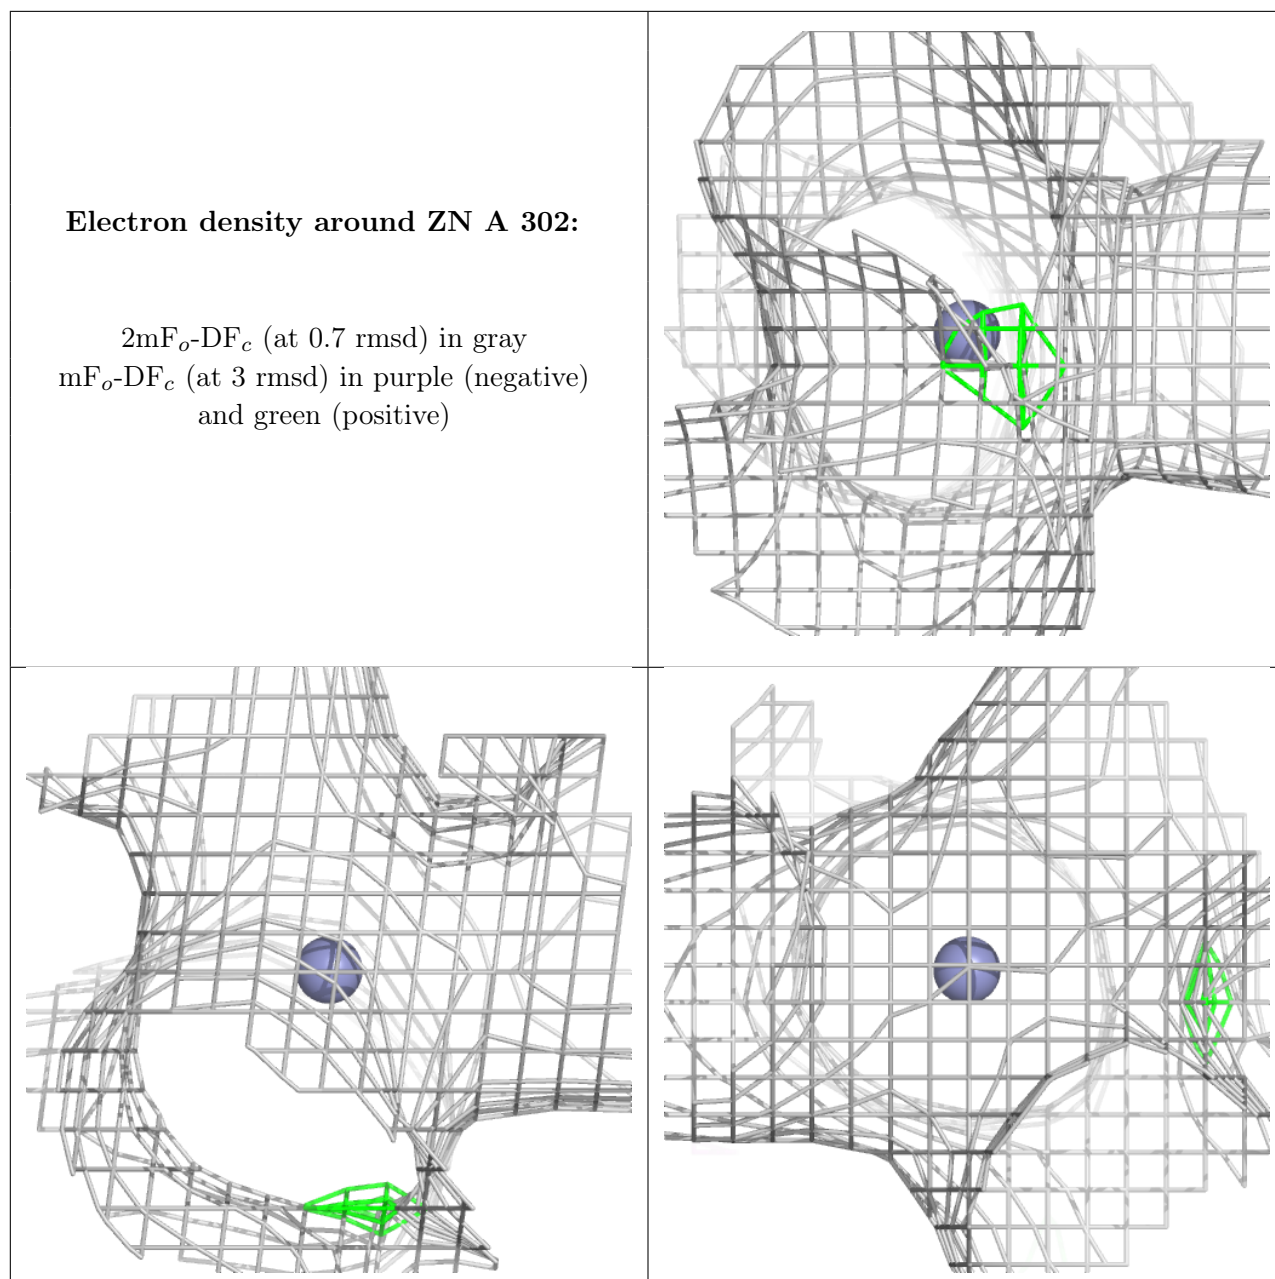 Electron density around ZN A 302:
2mFo-DFc (at 0.7 rmsd) in gray
mFo-DFc (at 3 rmsd) in purple (negative)
and green (positive)